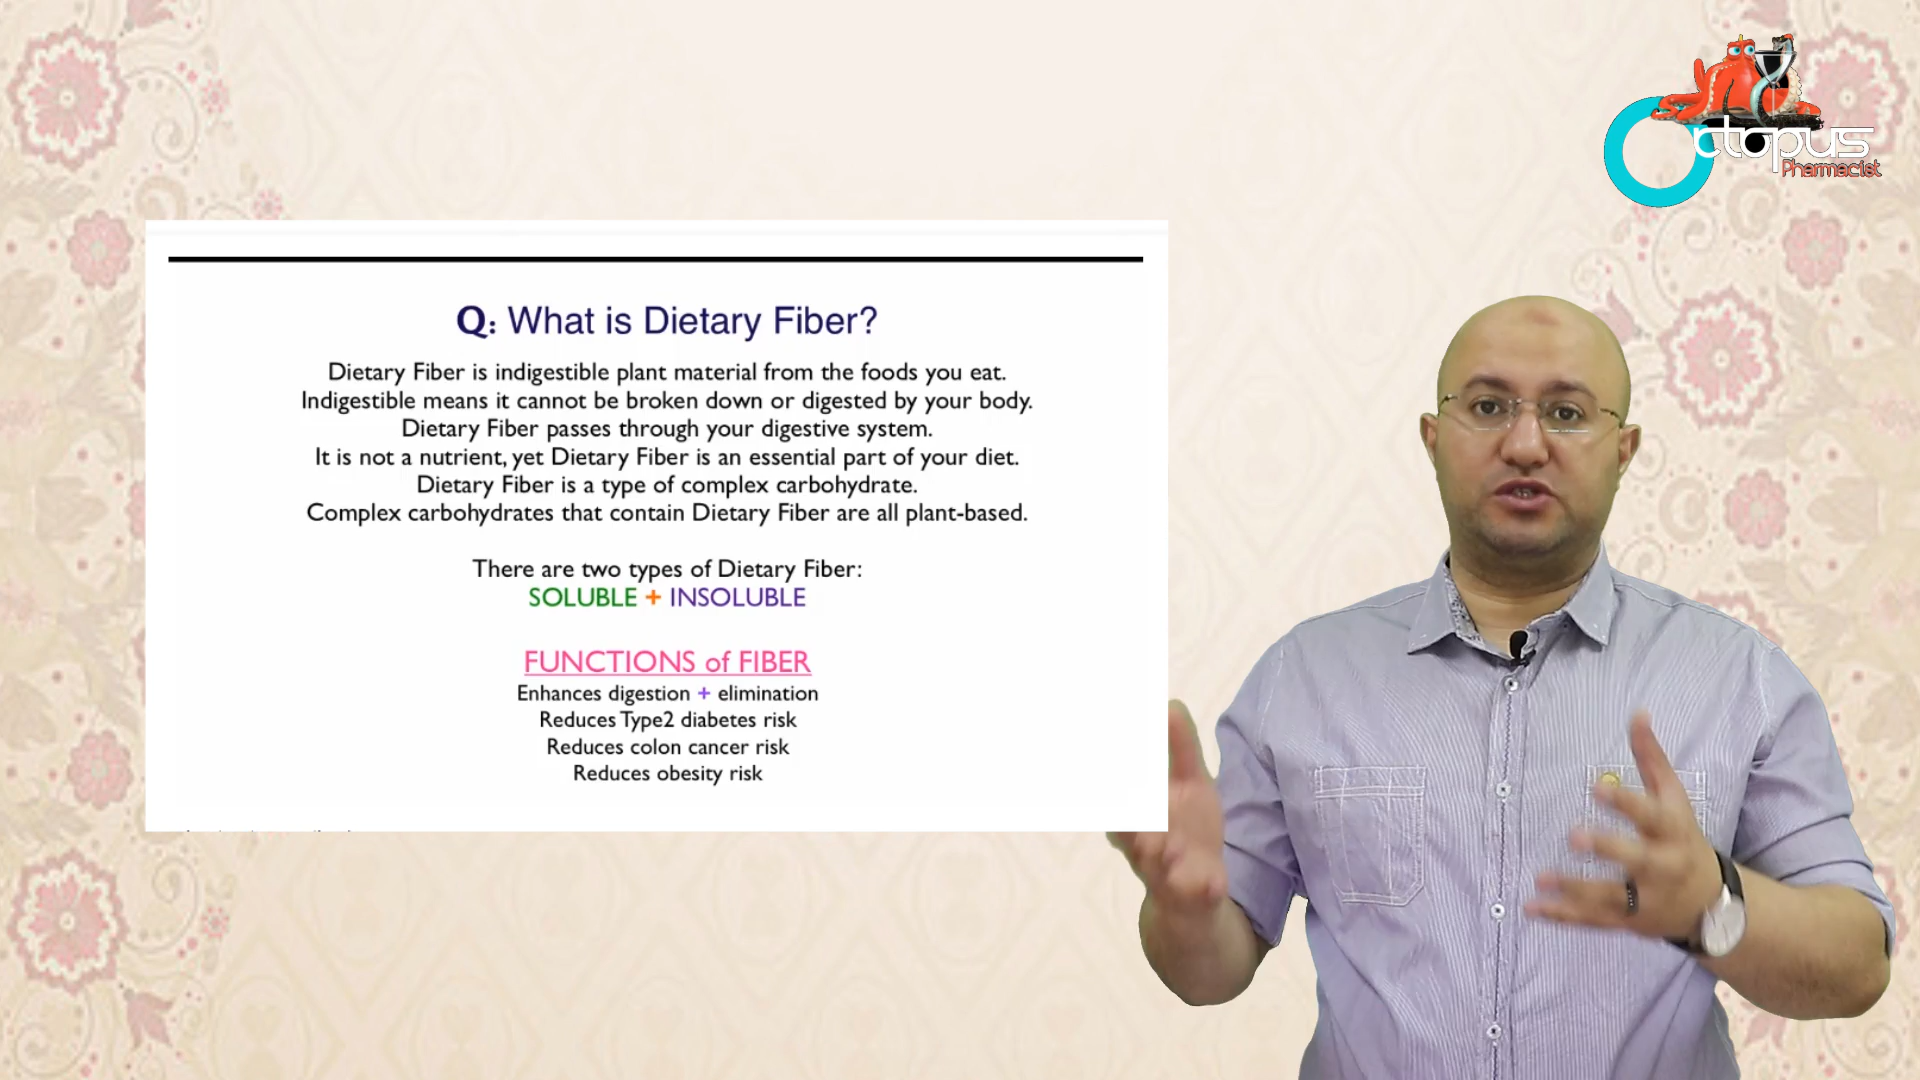 Octopus
Pharmacist
Q: What is Dietary Fiber?
Dietary Fiber is indigestible plant material from the foods you eat.
Indigestible means it cannot be broken down or digested by your body.
Dietary Fiber passes through your digestive system.
It is not a nutrient, yet Dietary Fiber is an essential part of your diet.
Dietary Fiber is a type of complex carbohydrate.
Complex carbohydrates that contain Dietary Fiber are all plant-based.
There are two types of Dietary Fiber:
SOLUBLE + INSOLUBLE
FUNCTIONS of FIBER
Enhances digestion + elimination
Reduces Type2 diabetes risk
Reduces colon cancer risk
Reduces obesity risk